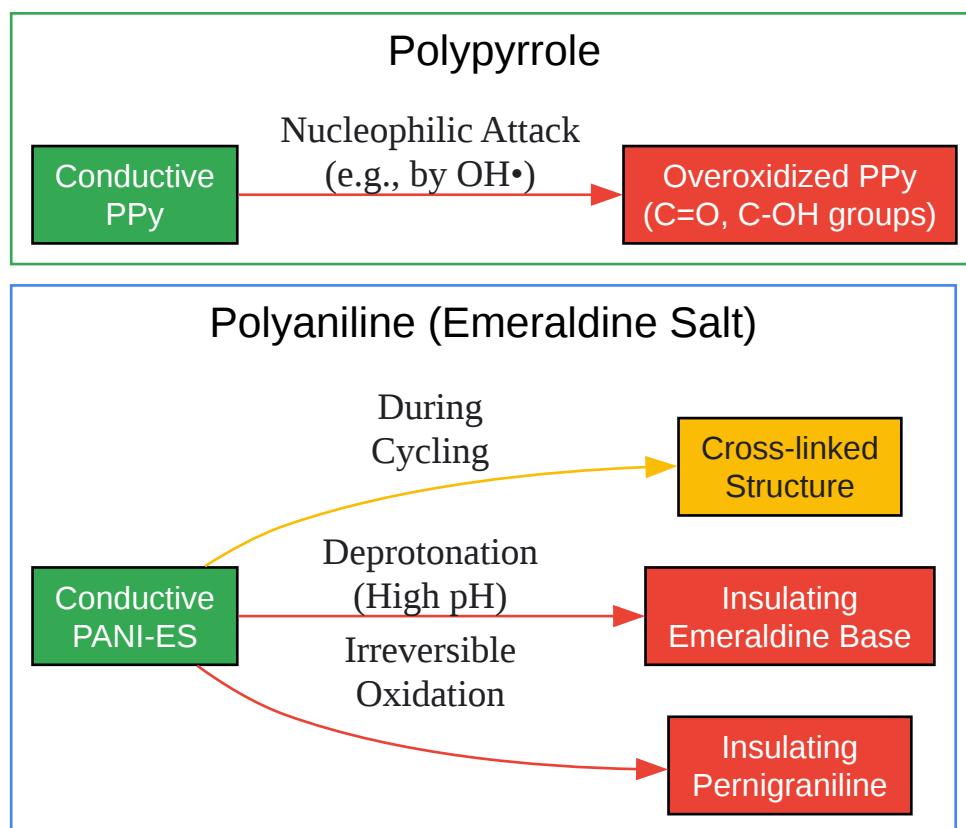 Polypyrrole
Nucleophilic Attack
(e.g., by OH•)
Conductive
PPy
Overoxidized PPy
(C=O, C-OH groups)
Polyaniline (Emeraldine Salt)
During
Cycling
Cross-linked
Structure
Conductive
PANI-ES
Deprotonation
(High pH)
Insulating
Emeraldine Base
Irreversible
Oxidation
Insulating
Pernigraniline